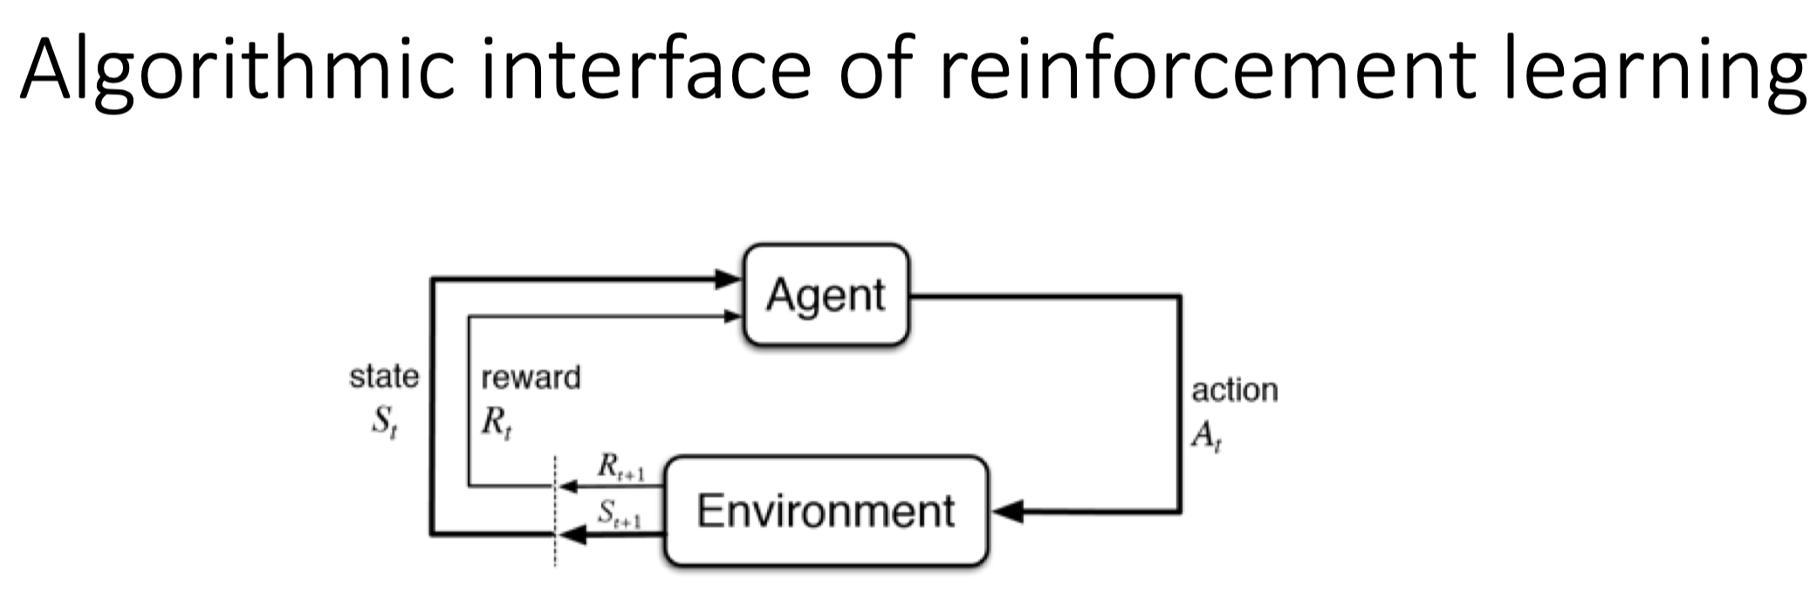 Algorithmic interface of reinforcement learning
Agent
state
S_t
reward
R_t
action
A_t
R_{t+1}
S_{t+1}
Environment